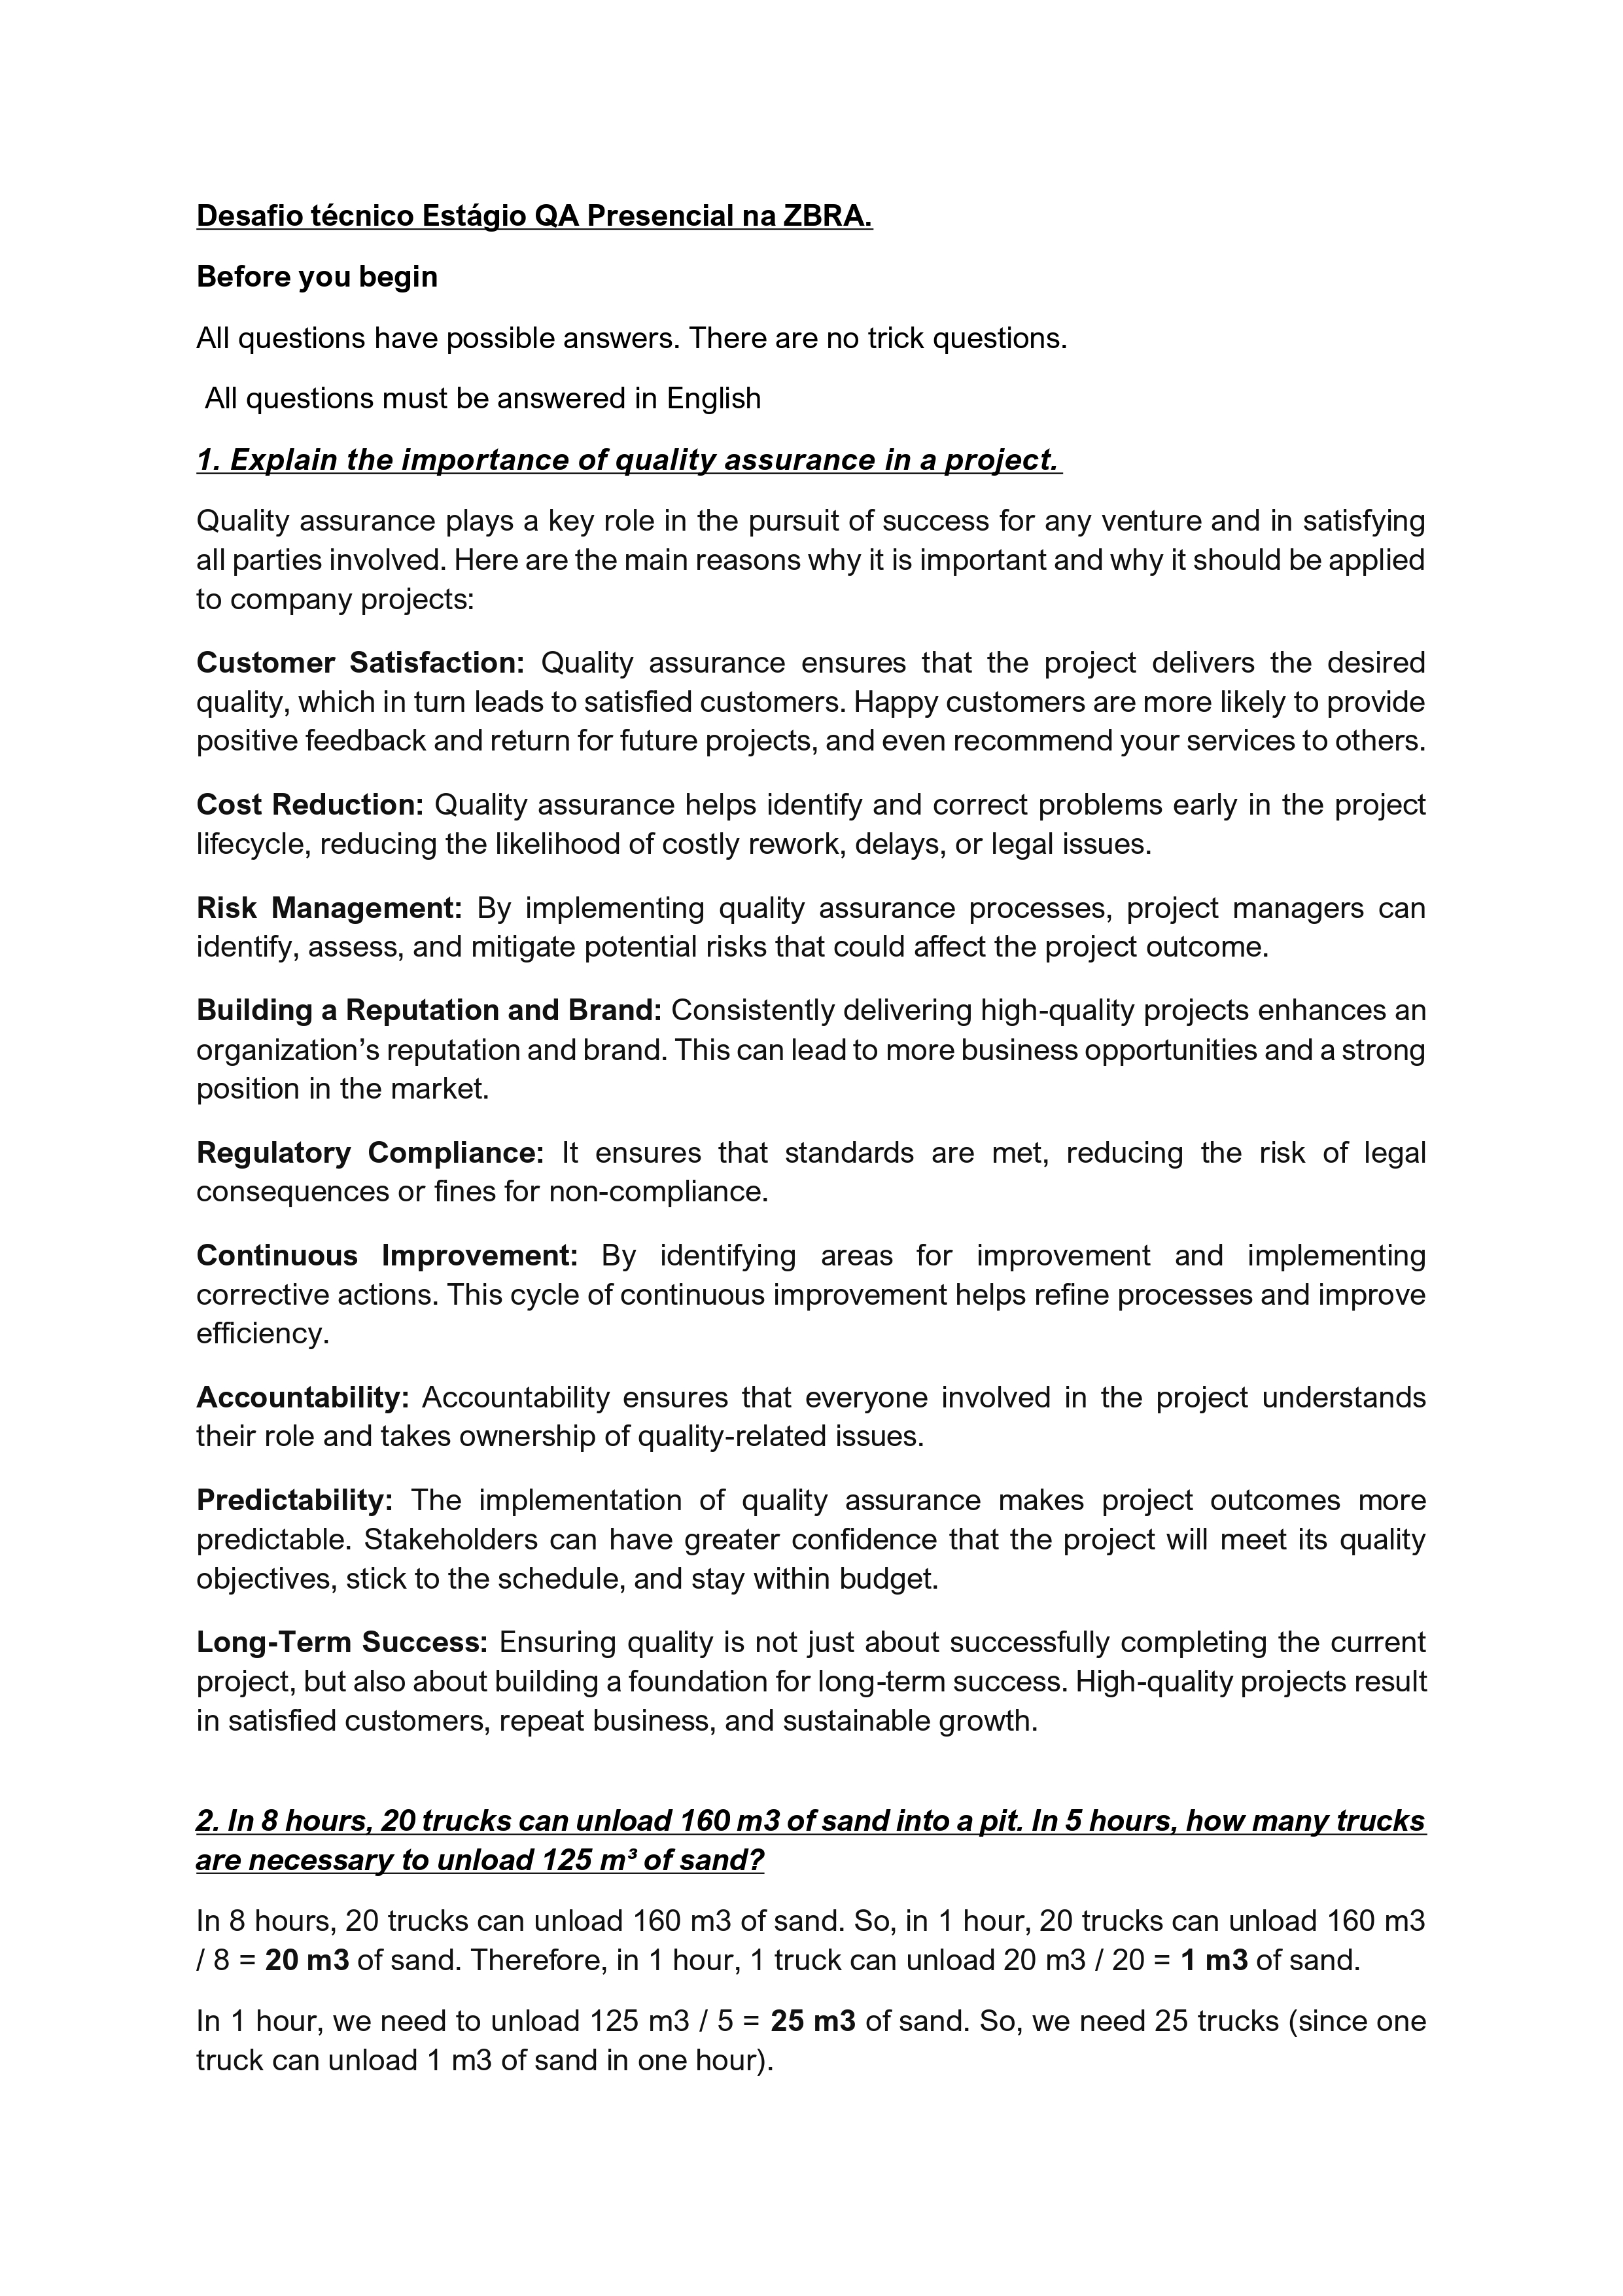 Desafio técnico Estágio QA Presencial na ZBRA.
Before you begin
All questions have possible answers. There are no trick questions.
All questions must be answered in English
1. Explain the importance of quality assurance in a project.
Quality assurance plays a key role in the pursuit of success for any venture and in satisfying
all parties involved. Here are the main reasons why it is important and why it should be applied
to company projects:
Customer Satisfaction: Quality assurance ensures that the project delivers the desired
quality, which in turn leads to satisfied customers. Happy customers are more likely to provide
positive feedback and return for future projects, and even recommend your services to others.
Cost Reduction: Quality assurance helps identify and correct problems early in the project
lifecycle, reducing the likelihood of costly rework, delays, or legal issues.
Risk Management: By implementing quality assurance processes, project managers can
identify, assess, and mitigate potential risks that could affect the project outcome.
Building a Reputation and Brand: Consistently delivering high-quality projects enhances an
organization’s reputation and brand. This can lead to more business opportunities and a strong
position in the market.
Regulatory Compliance: It ensures that standards are met, reducing the risk of legal
consequences or fines for non-compliance.
Continuous Improvement: By identifying areas for improvement and implementing
corrective actions. This cycle of continuous improvement helps refine processes and improve
efficiency.
Accountability: Accountability ensures that everyone involved in the project understands
their role and takes ownership of quality-related issues.
Predictability: The implementation of quality assurance makes project outcomes more
predictable. Stakeholders can have greater confidence that the project will meet its quality
objectives, stick to the schedule, and stay within budget.
Long-Term Success: Ensuring quality is not just about successfully completing the current
project, but also about building a foundation for long-term success. High-quality projects result
in satisfied customers, repeat business, and sustainable growth.
2. In 8 hours, 20 trucks can unload 160 m3 of sand into a pit. In 5 hours, how many trucks
are necessary to unload 125 m³ of sand?
In 8 hours, 20 trucks can unload 160 m3 of sand. So, in 1 hour, 20 trucks can unload 160 m3
/ 8 = 20 m3 of sand. Therefore, in 1 hour, 1 truck can unload 20 m3 / 20 = 1 m3 of sand.
In 1 hour, we need to unload 125 m3 / 5 = 25 m3 of sand. So, we need 25 trucks (since one
truck can unload 1 m3 of sand in one hour).